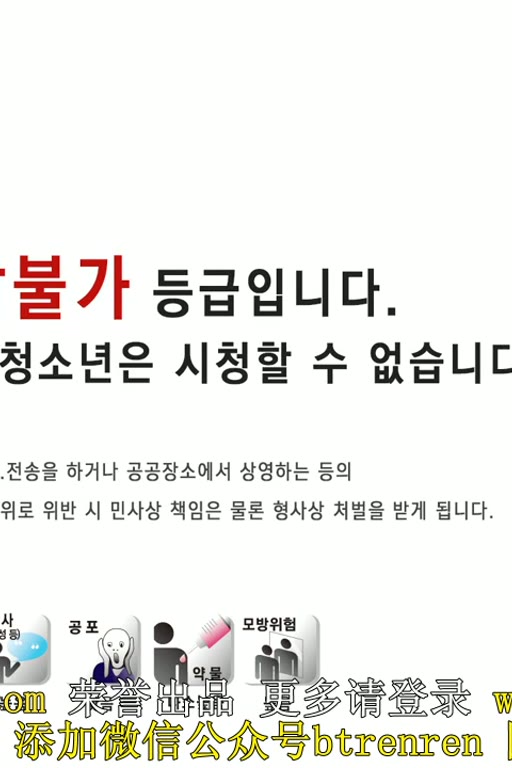 불가 등급입니다.
청소년은 시청할 수 없습니다
.전송을 하거나 공공장소에서 상영하는 등의
위로 위반 시 민사상 책임은 물론 형사상 처벌을 받게 됩니다.
사 공포 모방위험
성 등)
약물
om 荣誉出品 更多请登录 w
添加微信公众号btrenren